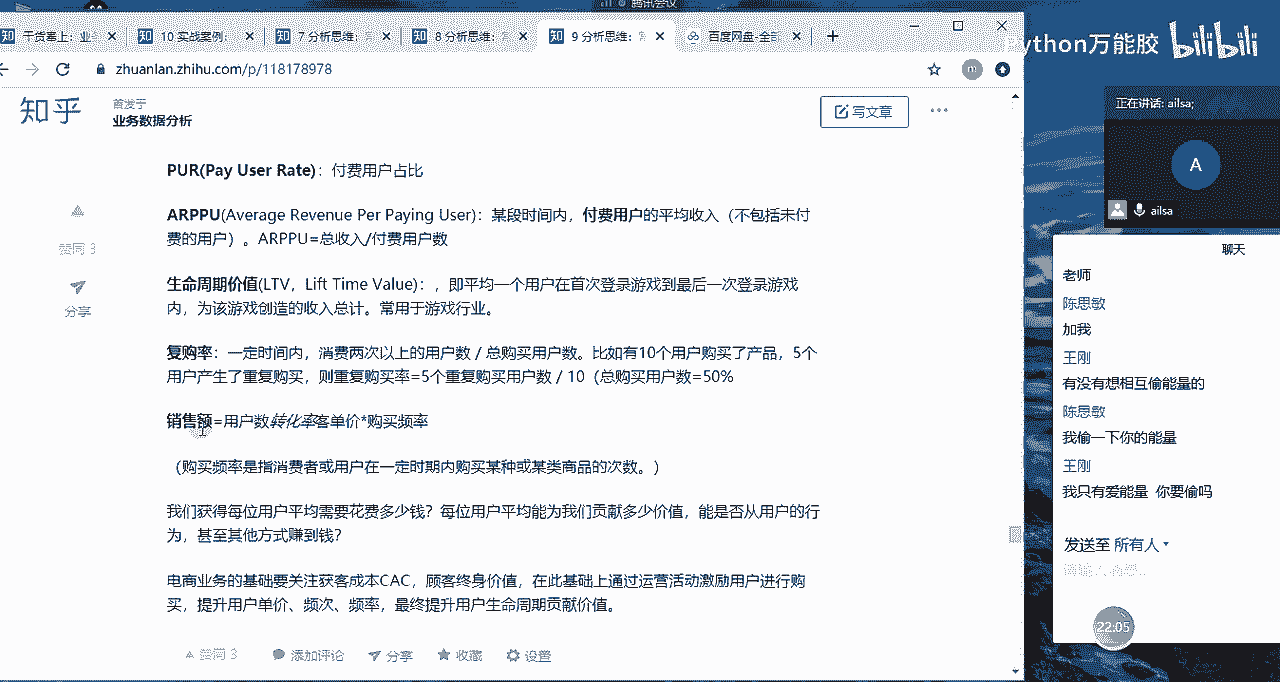 腾讯会议
干货塞上：业
10 实战案例：
7 分析思维：
8 分析思维：
9 分析思维：
百度网盘-全部
zhuanlan.zhihu.com/p/118178978
m
Python万能胶 bilibili
知乎
首发于
业务数据分析
写文章
PUR(Pay User Rate)：付费用户占比
ARPPU(Average Revenue Per Paying User)：某段时间内，付费用户的平均收入（不包括未付
费的用户）。ARPPU=总收入/付费用户数
赞同 3
分享
生命周期价值(LTV，Lift Time Value)：，即平均一个用户在首次登录游戏到最后一次登录游戏
内，为该游戏创造的收入总计。常用于游戏行业。
复购率：一定时间内，消费两次以上的用户数 / 总购买用户数。比如有10个用户购买了产品，5个
用户产生了重复购买，则重复购买率=5个重复购买用户数 / 10（总购买用户数=50%
销售额=用户数转化率客单价*购买频率
（购买频率是指消费者或用户在一定时期内购买某种或某类商品的次数。）
我们获得每位用户平均需要花费多少钱？每位用户平均能为我们贡献多少价值，能是否从用户的行
为，甚至其他方式赚到钱？
电商业务的基础要关注获客成本CAC，顾客终身价值，在此基础上通过运营活动激励用户进行购
买，提升用户单价、频次、频率，最终提升用户生命周期贡献价值。
赞同 3 添加评论 分享 收藏 设置
正在讲话: ailsa;
A
ailsa
聊天
老师
陈思敏
加我
王刚
有没有想相互偷能量的
陈思敏
我偷一下你的能量
王刚
我只有爱能量 你要偷吗
发送至 所有人
22:05